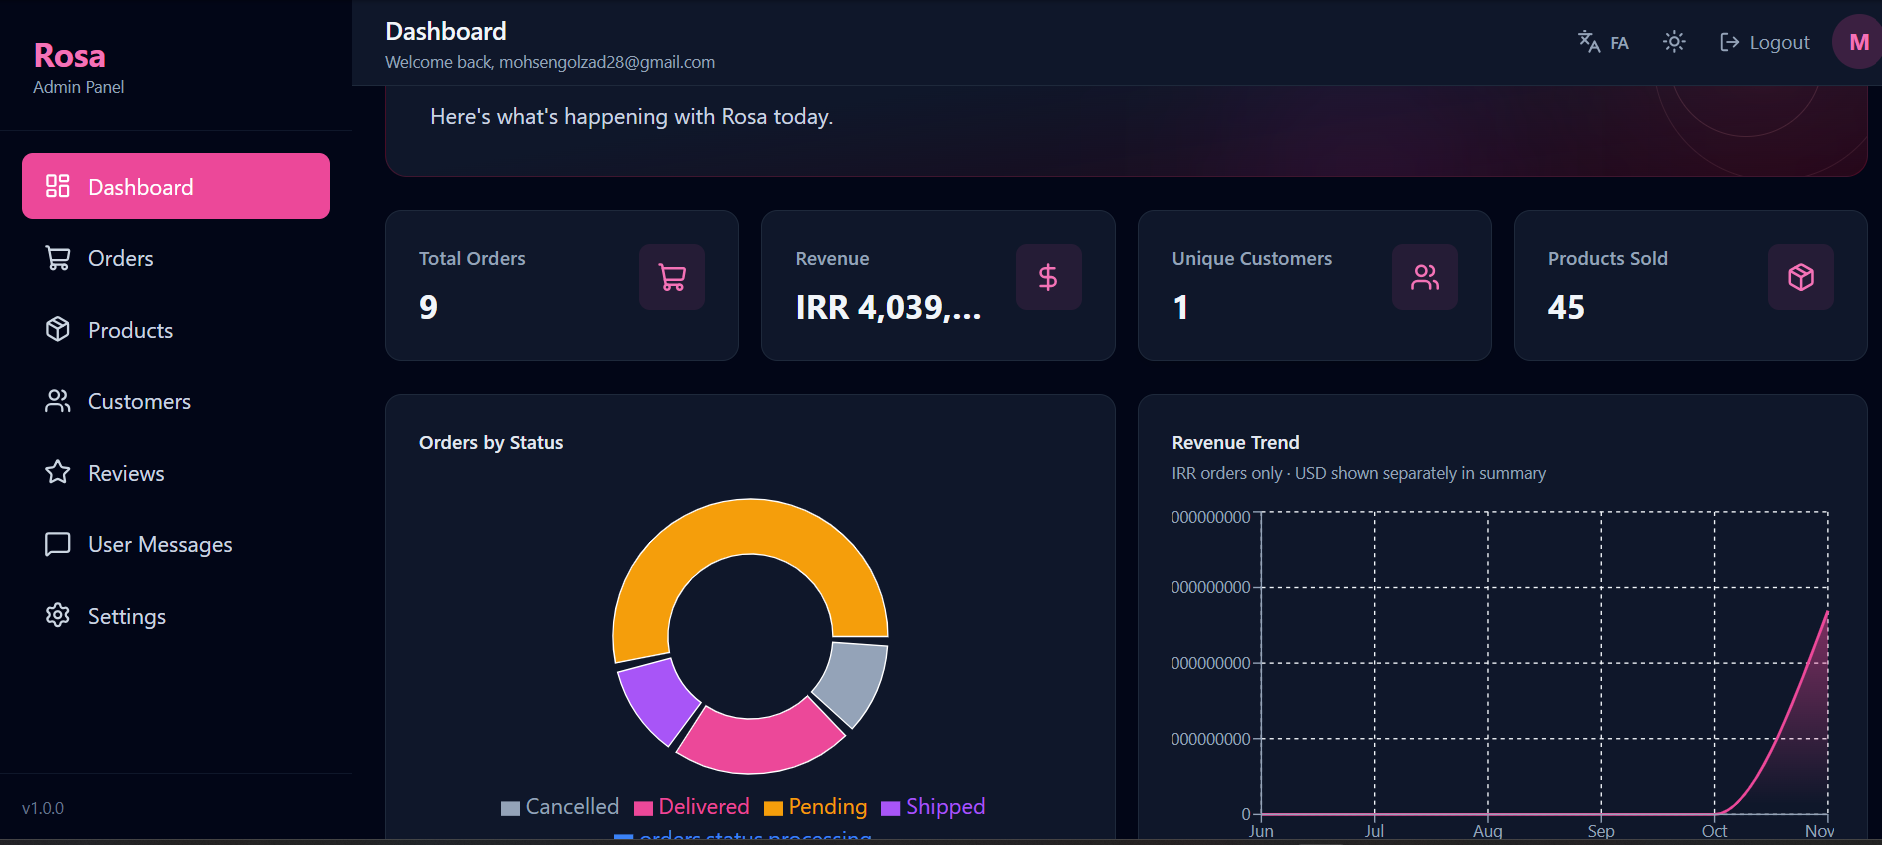 Rosa
Admin Panel
Dashboard
Orders
Products
Customers
Reviews
User Messages
Settings
v1.0.0
Dashboard
Welcome back, mohsengolzad28@gmail.com
FA
Logout
M
Here's what's happening with Rosa today.
Total Orders
9
Revenue
IRR 4,039,...
Unique Customers
1
Products Sold
45
Orders by Status
Cancelled Delivered Pending Shipped
orders status processing
Revenue Trend
IRR orders only · USD shown separately in summary
000000000
000000000
000000000
000000000
0
Jun Jul Aug Sep Oct Nov